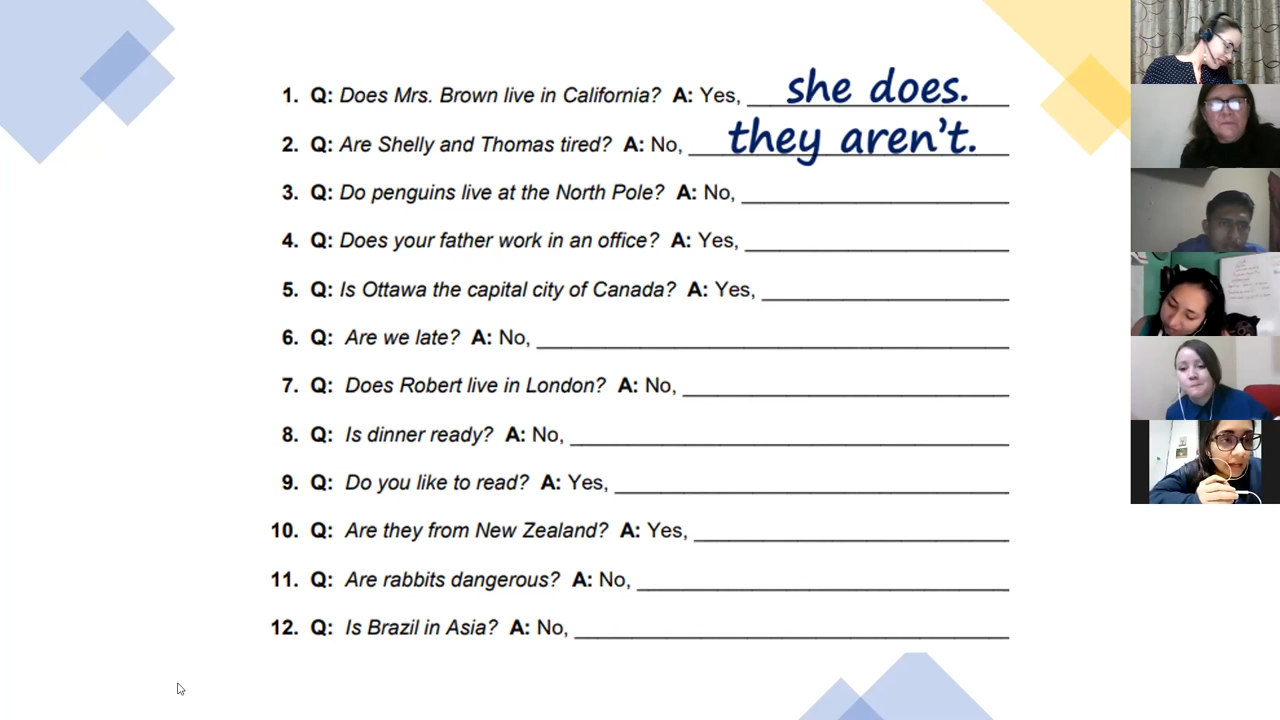 1. Q: Does Mrs. Brown live in California? A: Yes, she does.
2. Q: Are Shelly and Thomas tired? A: No, they aren't.
3. Q: Do penguins live at the North Pole? A: No,
4. Q: Does your father work in an office? A: Yes,
5. Q: Is Ottawa the capital city of Canada? A: Yes,
6. Q: Are we late? A: No,
7. Q: Does Robert live in London? A: No,
8. Q: Is dinner ready? A: No,
9. Q: Do you like to read? A: Yes,
10. Q: Are they from New Zealand? A: Yes,
11. Q: Are rabbits dangerous? A: No,
12. Q: Is Brazil in Asia? A: No,